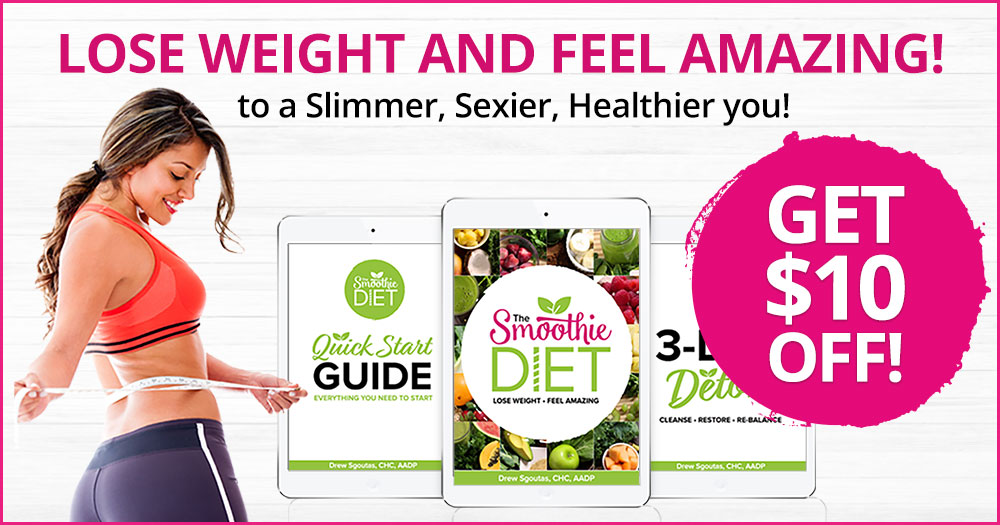 LOSE WEIGHT AND FEEL AMAZING!
to a Slimmer, Sexier, Healthier you!
The
Smoothie
DIET
Quick Start
GUIDE
EVERYTHING YOU NEED TO START
Drew Sgoutas, CHC, AADP
The
Smoothie
DIET
LOSE WEIGHT • FEEL AMAZING
Drew Sgoutas, CHC, AADP
3-D
Deto
CLEANSE • RESTORE • RE-BALANCE
Drew Sgoutas, CHC, AADP
GET
$10
OFF!